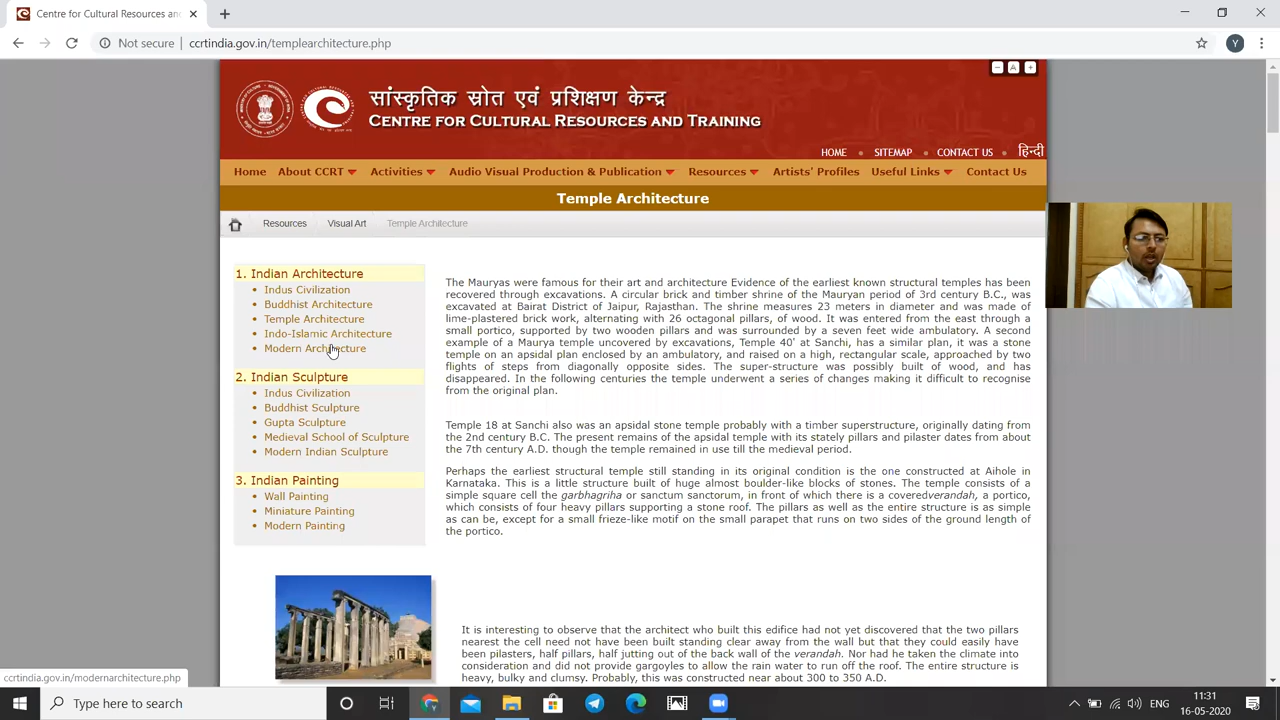 Centre for Cultural Resources an
Not secure
ccrtindia.gov.in/templearchitecture.php
Y
− A +
सांस्कृतिक स्रोत एवं प्रशिक्षण केन्द्र
CENTRE FOR CULTURAL RESOURCES AND TRAINING
HOME SITEMAP CONTACT US हिन्दी
Home About CCRT Activities Audio Visual Production & Publication Resources Artists' Profiles Useful Links Contact Us
Temple Architecture
Resources Visual Art Temple Architecture
1. Indian Architecture
Indus Civilization
Buddhist Architecture
Temple Architecture
Indo-Islamic Architecture
Modern Architecture
2. Indian Sculpture
Indus Civilization
Buddhist Sculpture
Gupta Sculpture
Medieval School of Sculpture
Modern Indian Sculpture
3. Indian Painting
Wall Painting
Miniature Painting
Modern Painting
The Mauryas were famous for their art and architecture Evidence of the earliest known structural temples has been
recovered through excavations. A circular brick and timber shrine of the Mauryan period of 3rd century B.C., was
excavated at Bairat District of Jaipur, Rajasthan. The shrine measures 23 meters in diameter and was made of
lime-plastered brick work, alternating with 26 octagonal pillars, of wood. It was entered from the east through a
small portico, supported by two wooden pillars and was surrounded by a seven feet wide ambulatory. A second
example of a Maurya temple uncovered by excavations, Temple 40' at Sanchi, has a similar plan, it was a stone
temple on an apsidal plan enclosed by an ambulatory, and raised on a high, rectangular scale, approached by two
flights of steps from diagonally opposite sides. The super-structure was possibly built of wood, and has
disappeared. In the following centuries the temple underwent a series of changes making it difficult to recognise
from the original plan.
Temple 18 at Sanchi also was an apsidal stone temple probably with a timber superstructure, originally dating from
the 2nd century B.C. The present remains of the apsidal temple with its stately pillars and pilaster dates from about
the 7th century A.D. though the temple remained in use till the medieval period.
Perhaps the earliest structural temple still standing in its original condition is the one constructed at Aihole in
Karnataka. This is a little structure built of huge almost boulder-like blocks of stones. The temple consists of a
simple square cell the garbhagriha or sanctum sanctorum, in front of which there is a coveredverandah, a portico,
which consists of four heavy pillars supporting a stone roof. The pillars as well as the entire structure is as simple
as can be, except for a small frieze-like motif on the small parapet that runs on two sides of the ground length of
the portico.
It is interesting to observe that the architect who built this edifice had not yet discovered that the two pillars
nearest the cell need not have been built standing clear away from the wall but that they could easily have
been pilasters, half pillars, half jutting out of the back wall of the verandah. Nor had he taken the climate into
consideration and did not provide gargoyles to allow the rain water to run off the roof. The entire structure is
heavy, bulky and clumsy. Probably, this was constructed near about 300 to 350 A.D.
ccrtindia.gov.in/modernarchitecture.php
Type here to search
ENG
11:31
16-05-2020